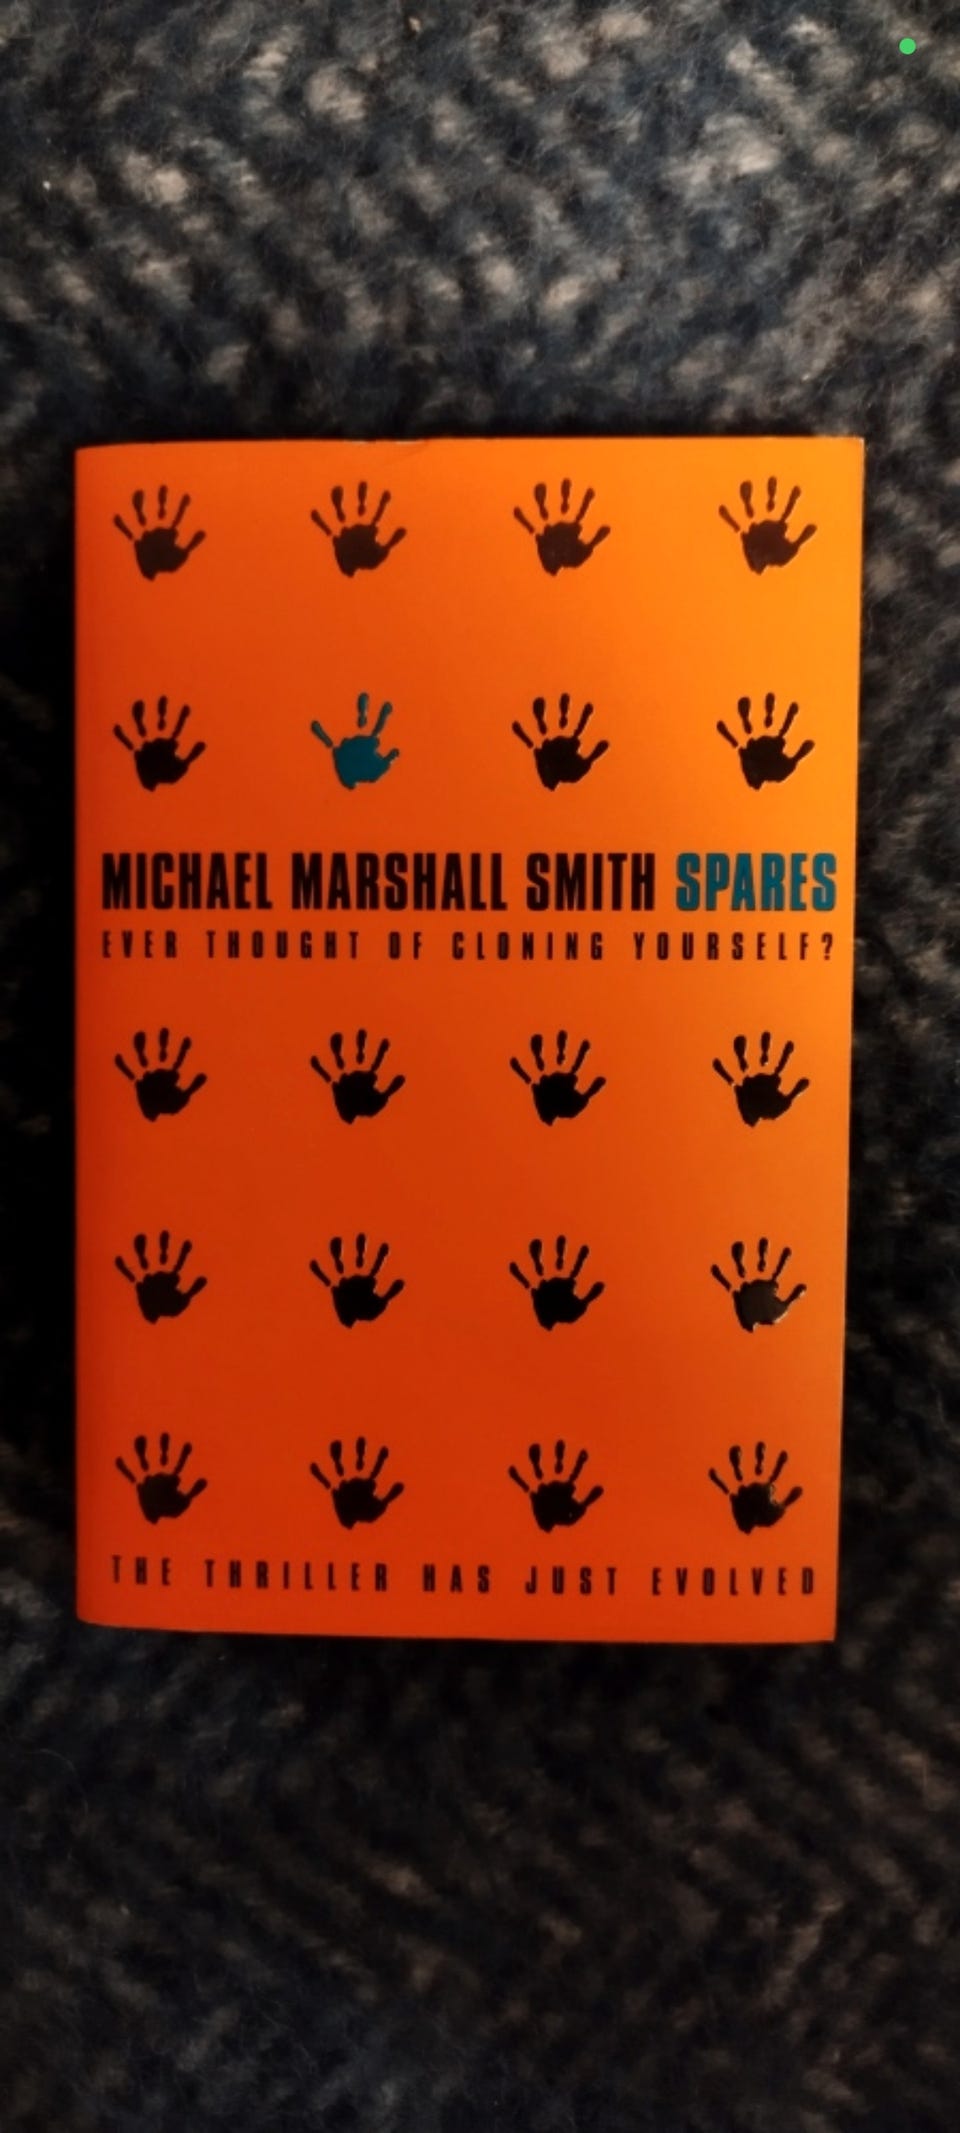 MICHAEL MARSHALL SMITH SPARES
EVER THOUGHT OF CLONING YOURSELF?
THE THRILLER HAS JUST EVOLVED